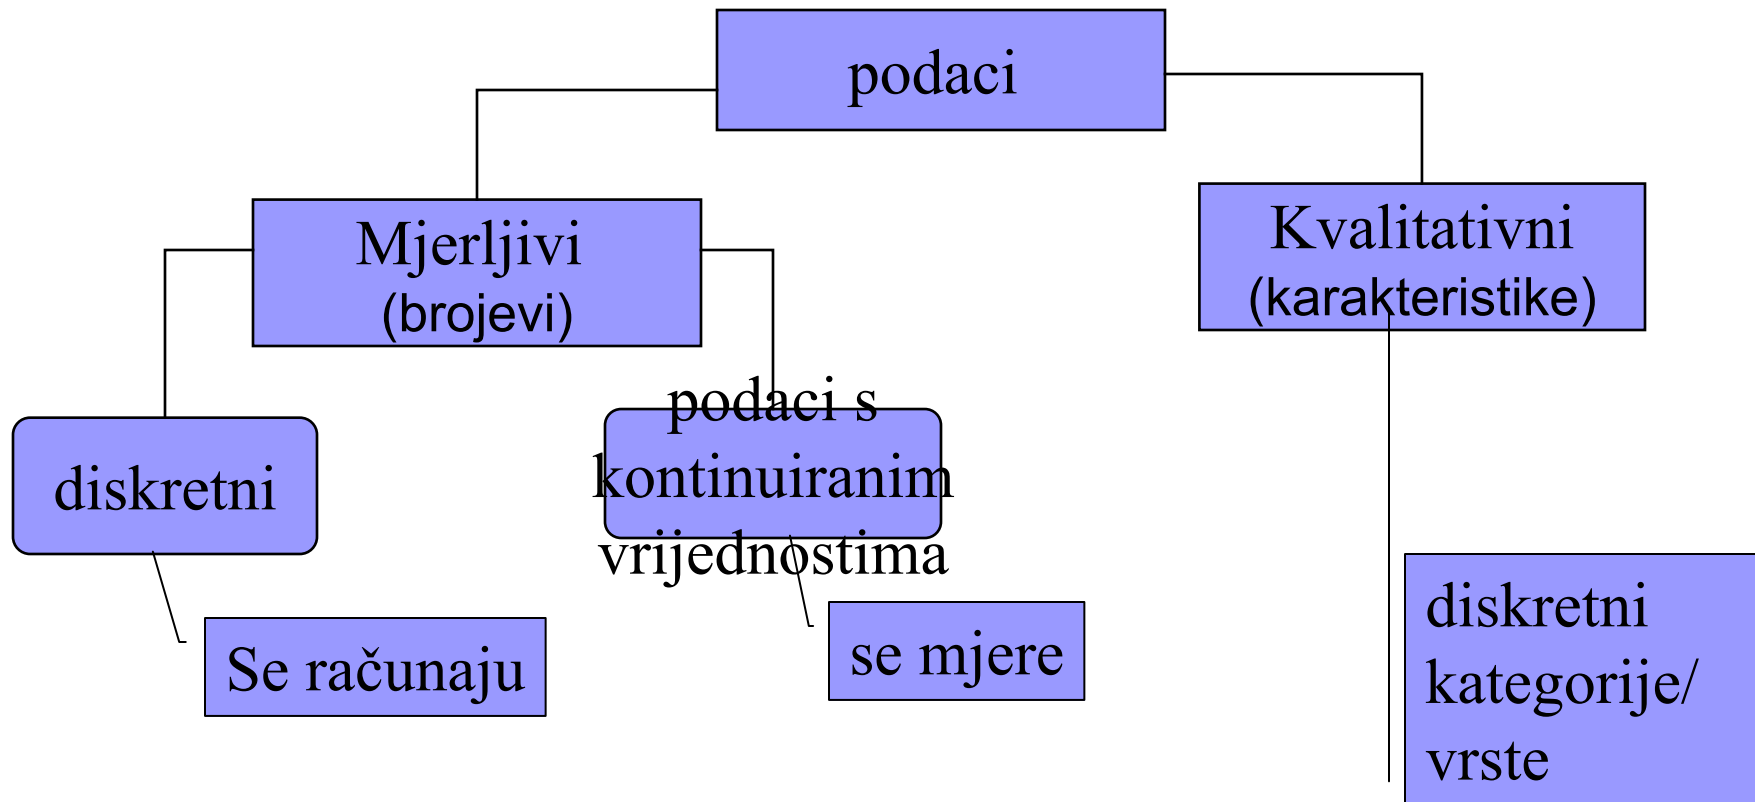 podaci
Mjerljivi
(brojevi)
Kvalitativni
(karakteristike)
diskretni
podaci s
kontinuiranim
vrijednostima
Se računaju
se mjere
diskretni
kategorije/
vrste